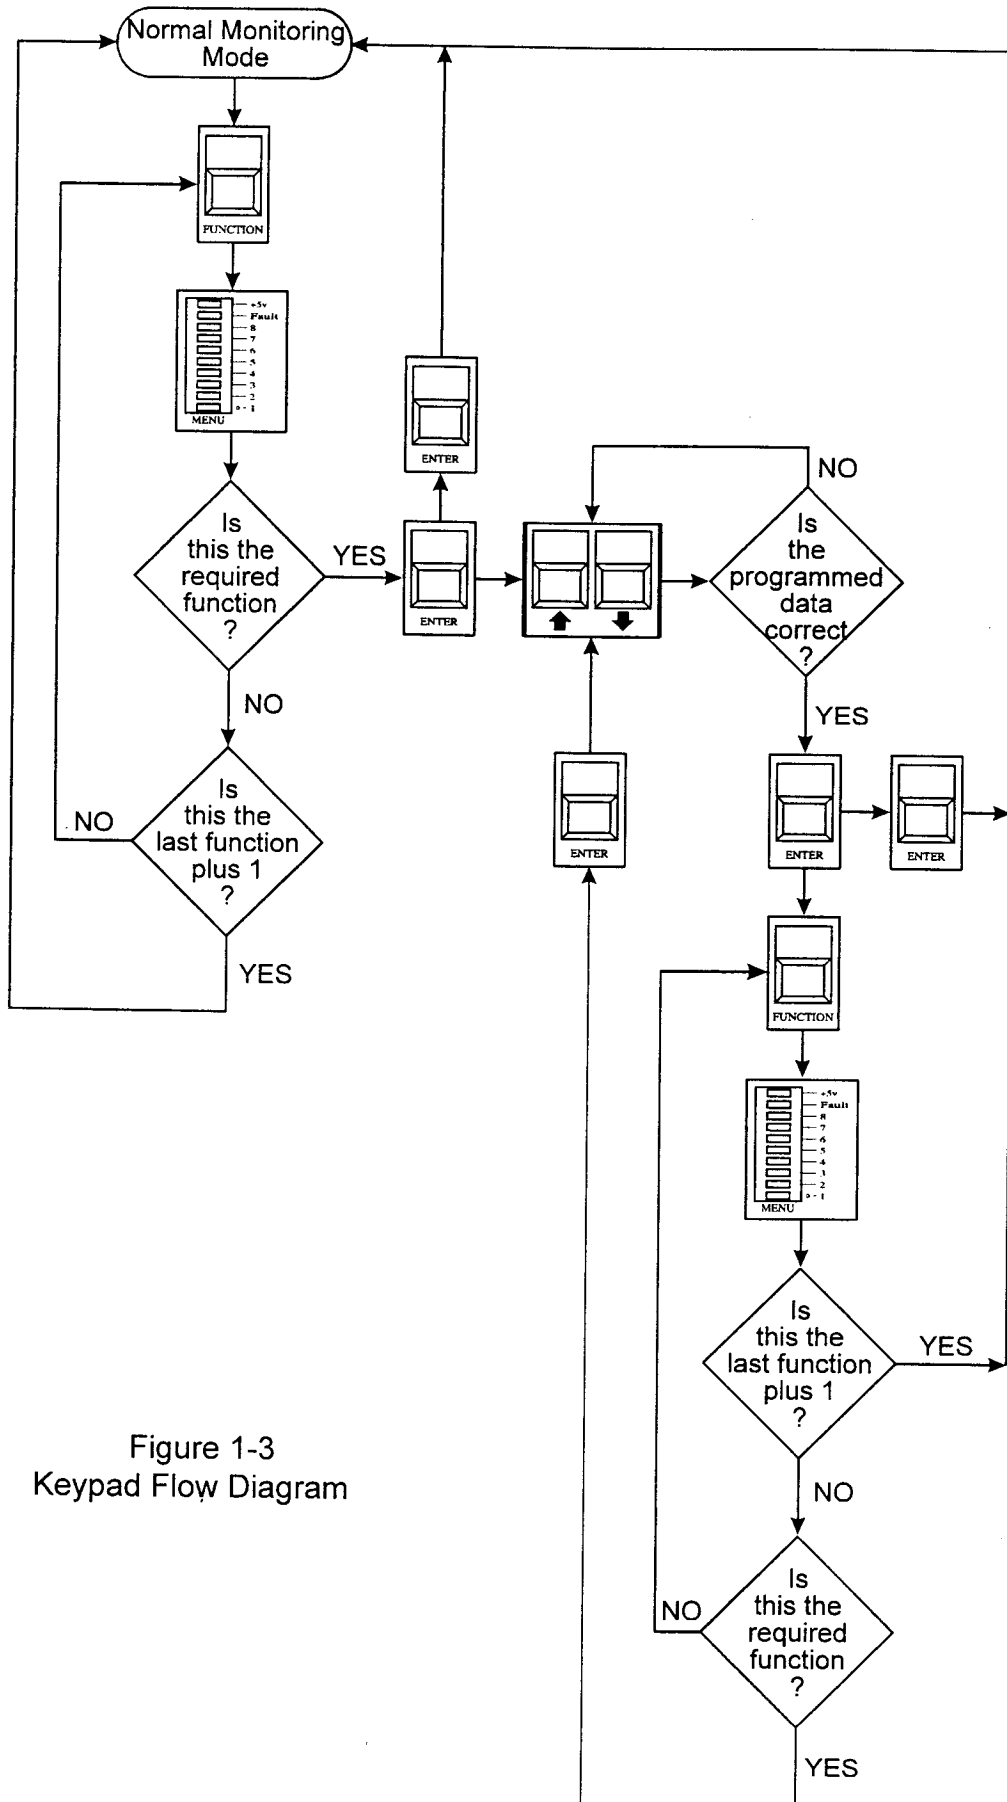 Normal Monitoring
Mode
FUNCTION
+5v
Fault
8
7
6
5
4
3
2
1
MENU
Is
this the
required
function
?
YES
NO
Is
this the
last function
plus 1
?
NO
YES
ENTER
ENTER
NO
Is
the
programmed
data
correct
?
YES
ENTER
ENTER
ENTER
FUNCTION
+5v
Fault
8
7
6
5
4
3
2
1
MENU
Is
this the
last function
plus 1
?
YES
NO
Is
this the
required
function
?
NO
YES
Figure 1-3
Keypad Flow Diagram